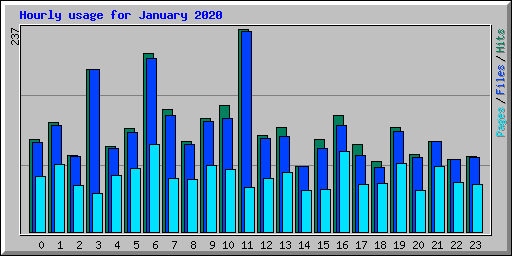 Hourly usage for January 2020
237
Pages/Files/Hits
0 1 2 3 4 5 6 7 8 9 10 11 12 13 14 15 16 17 18 19 20 21 22 23